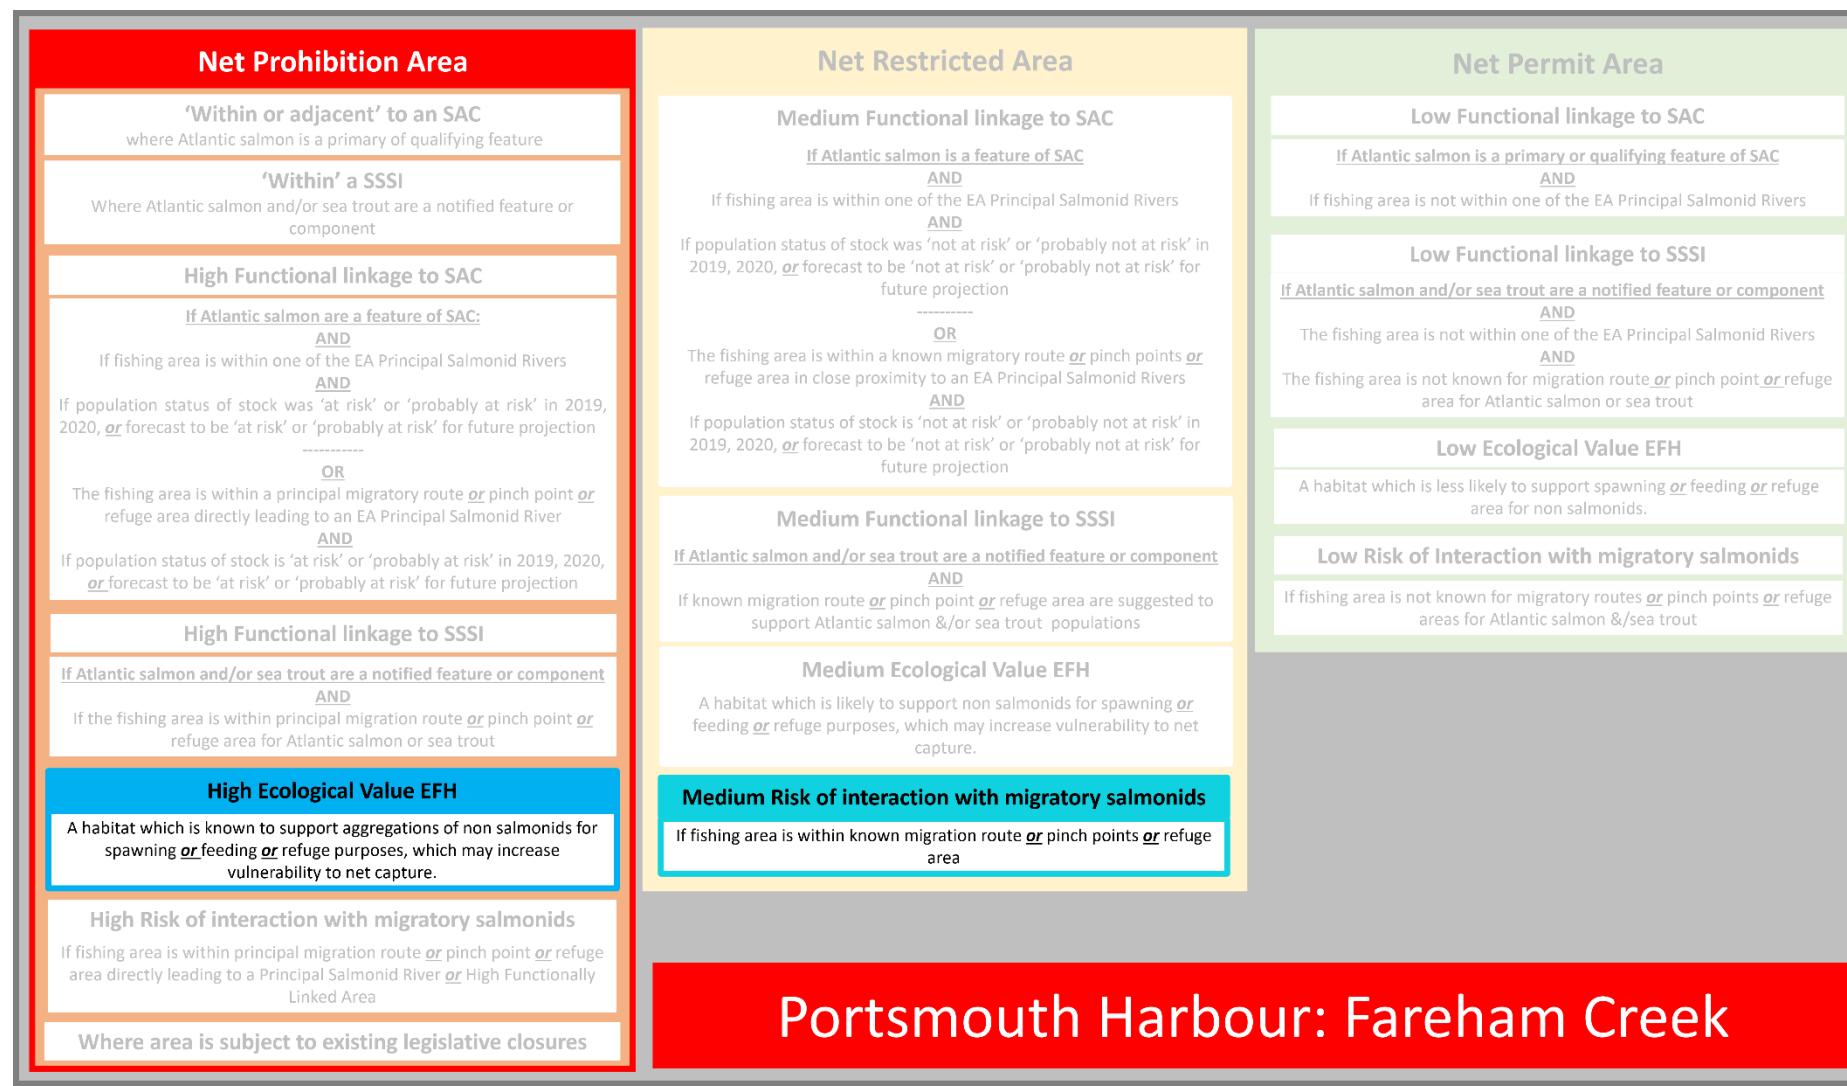 Net Prohibition Area
'Within or adjacent' to an SAC
where Atlantic salmon is a primary of qualifying feature
'Within' a SSSI
Where Atlantic salmon and/or sea trout are a notified feature or
component
High Functional linkage to SAC
If Atlantic salmon are a feature of SAC:
AND
If fishing area is within one of the EA Principal Salmonid Rivers
AND
If population status of stock was 'at risk' or 'probably at risk' in 2019,
2020, or forecast to be 'at risk' or 'probably at risk' for future projection
-----------
OR
The fishing area is within a principal migratory route or pinch point or
refuge area directly leading to an EA Principal Salmonid River
AND
If population status of stock is 'at risk' or 'probably at risk' in 2019, 2020,
or forecast to be 'at risk' or 'probably at risk' for future projection
High Functional linkage to SSSI
If Atlantic salmon and/or sea trout are a notified feature or component
AND
If the fishing area is within principal migration route or pinch point or
refuge area for Atlantic salmon or sea trout
High Ecological Value EFH
A habitat which is known to support aggregations of non salmonids for
spawning or feeding or refuge purposes, which may increase
vulnerability to net capture.
High Risk of interaction with migratory salmonids
If fishing area is within principal migration route or pinch point or refuge
area directly leading to a Principal Salmonid River or High Functionally
Linked Area
Where area is subject to existing legislative closures
Net Restricted Area
Medium Functional linkage to SAC
If Atlantic salmon is a feature of SAC
AND
If fishing area is within one of the EA Principal Salmonid Rivers
AND
If population status of stock was 'not at risk' or 'probably not at risk' in
2019, 2020, or forecast to be 'not at risk' or 'probably not at risk' for
future projection
----------
OR
The fishing area is within a known migratory route or pinch points or
refuge area in close proximity to an EA Principal Salmonid Rivers
AND
If population status of stock is 'not at risk' or 'probably not at risk' in
2019, 2020, or forecast to be 'not at risk' or 'probably not at risk' for
future projection
Medium Functional linkage to SSSI
If Atlantic salmon and/or sea trout are a notified feature or component
AND
If known migration route or pinch point or refuge area are suggested to
support Atlantic salmon &/or sea trout populations
Medium Ecological Value EFH
A habitat which is likely to support non salmonids for spawning or
feeding or refuge purposes, which may increase vulnerability to net
capture.
Medium Risk of interaction with migratory salmonids
If fishing area is within known migration route or pinch points or refuge
area
Net Permit Area
Low Functional linkage to SAC
If Atlantic salmon is a primary or qualifying feature of SAC
AND
If fishing area is not within one of the EA Principal Salmonid Rivers
Low Functional linkage to SSSI
If Atlantic salmon and/or sea trout are a notified feature or component
AND
The fishing area is not within one of the EA Principal Salmonid Rivers
AND
The fishing area is not known for migration route or pinch point or refuge
area for Atlantic salmon or sea trout
Low Ecological Value EFH
A habitat which is less likely to support spawning or feeding or refuge
area for non salmonids.
Low Risk of Interaction with migratory salmonids
If fishing area is not known for migratory routes or pinch points or refuge
areas for Atlantic salmon &/sea trout
Portsmouth Harbour: Fareham Creek